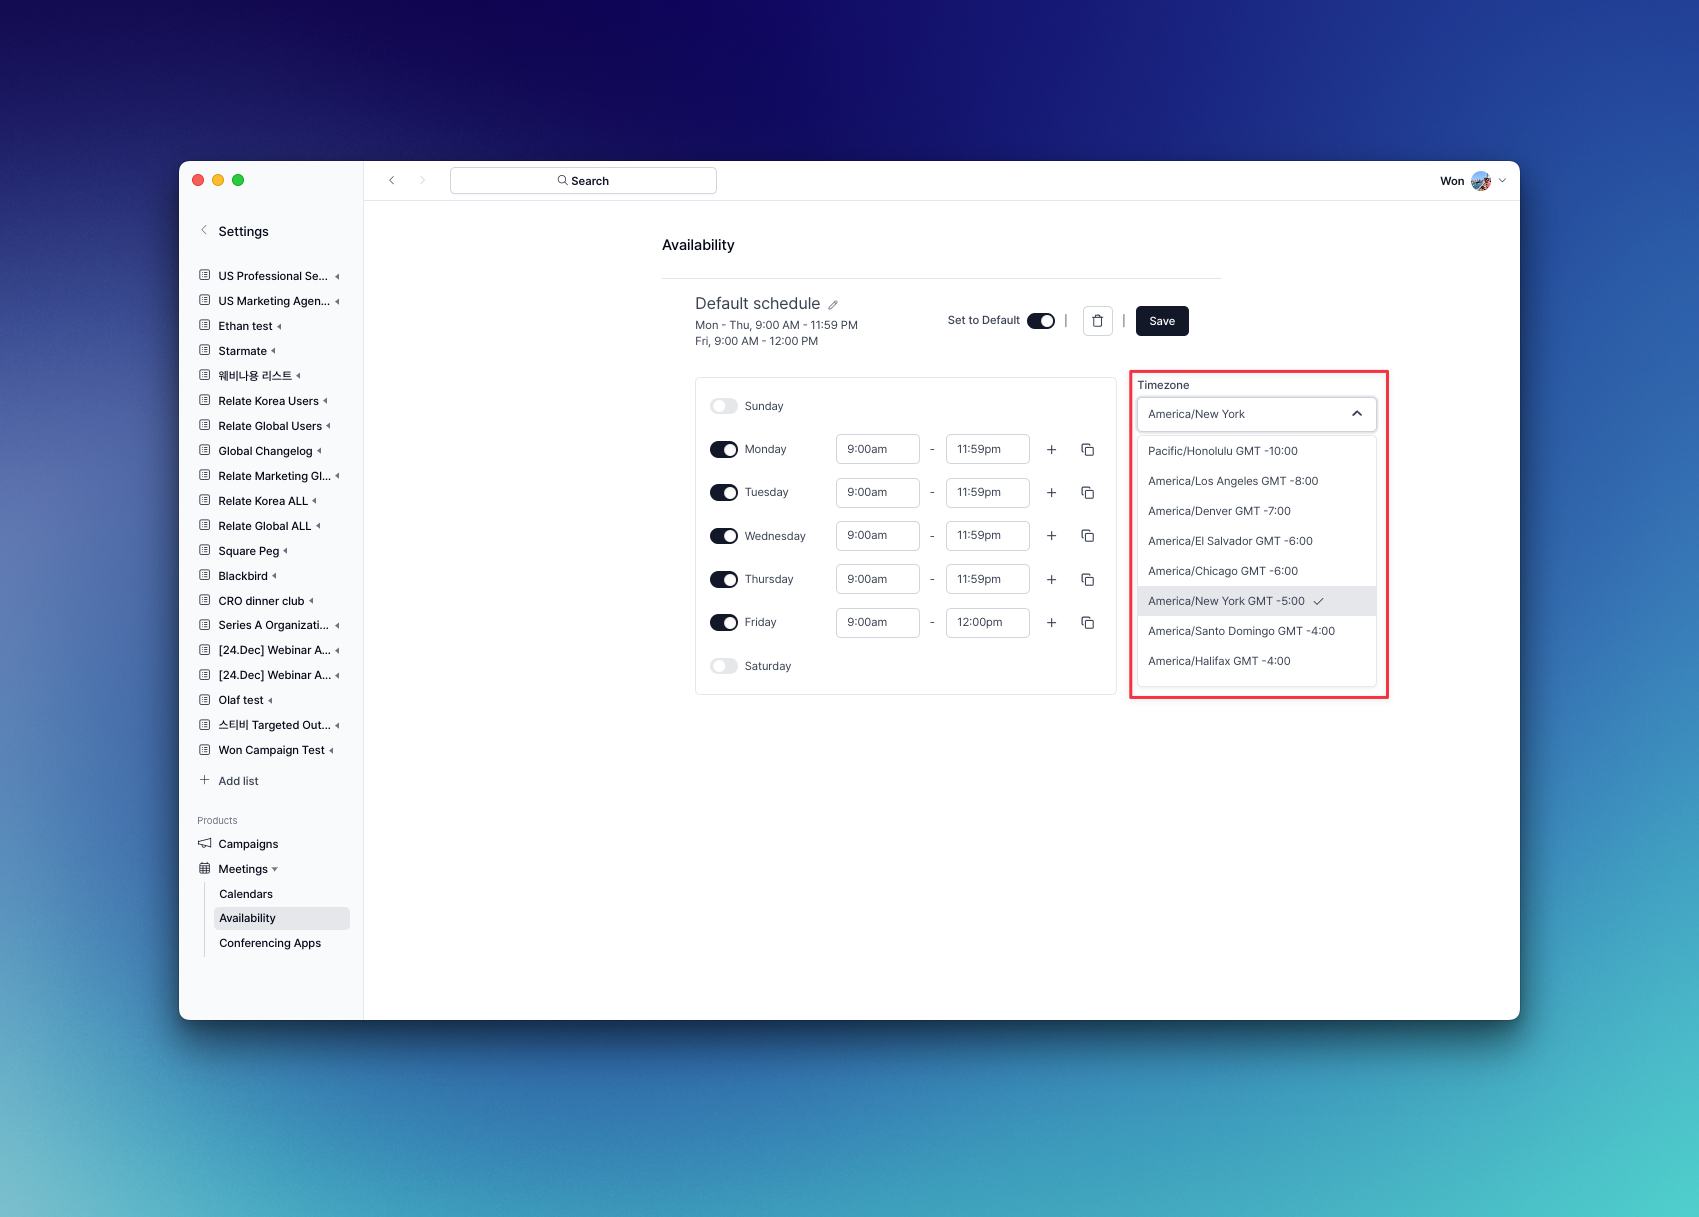 Search
Won
Settings
US Professional Se...
US Marketing Agen...
Ethan test
Starmate
웨비나용 리스트
Relate Korea Users
Relate Global Users
Global Changelog
Relate Marketing Gl...
Relate Korea ALL
Relate Global ALL
Square Peg
Blackbird
CRO dinner club
Series A Organizati...
[24.Dec] Webinar A...
[24.Dec] Webinar A...
Olaf test
스티비 Targeted Out...
Won Campaign Test
Add list
Products
Campaigns
Meetings
Calendars
Availability
Conferencing Apps
Availability
Default schedule
Mon - Thu, 9:00 AM - 11:59 PM
Fri, 9:00 AM - 12:00 PM
Set to Default
Save
Sunday
Monday 9:00am - 11:59pm
Tuesday 9:00am - 11:59pm
Wednesday 9:00am - 11:59pm
Thursday 9:00am - 11:59pm
Friday 9:00am - 12:00pm
Saturday
Timezone
America/New York
Pacific/Honolulu GMT -10:00
America/Los Angeles GMT -8:00
America/Denver GMT -7:00
America/El Salvador GMT -6:00
America/Chicago GMT -6:00
America/New York GMT -5:00
America/Santo Domingo GMT -4:00
America/Halifax GMT -4:00